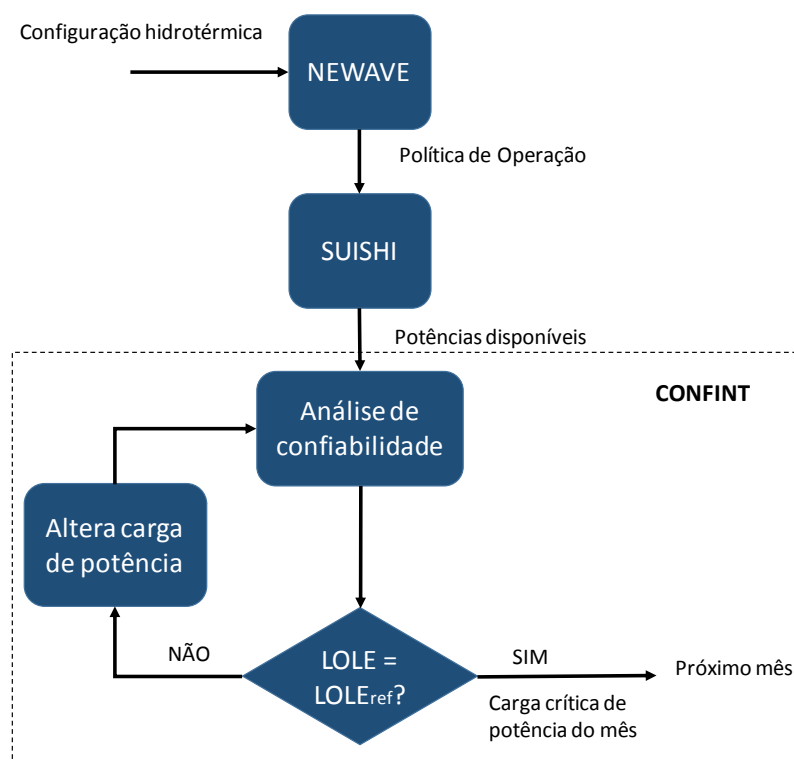 Configuração hidrotérmica
NEWAVE
Política de Operação
SUISHI
Potências disponíveis
CONFINT
Análise de
confiabilidade
Altera carga
de potência
NÃO
LOLE =
LOLEref?
SIM
Carga crítica de
potência do mês
Próximo mês